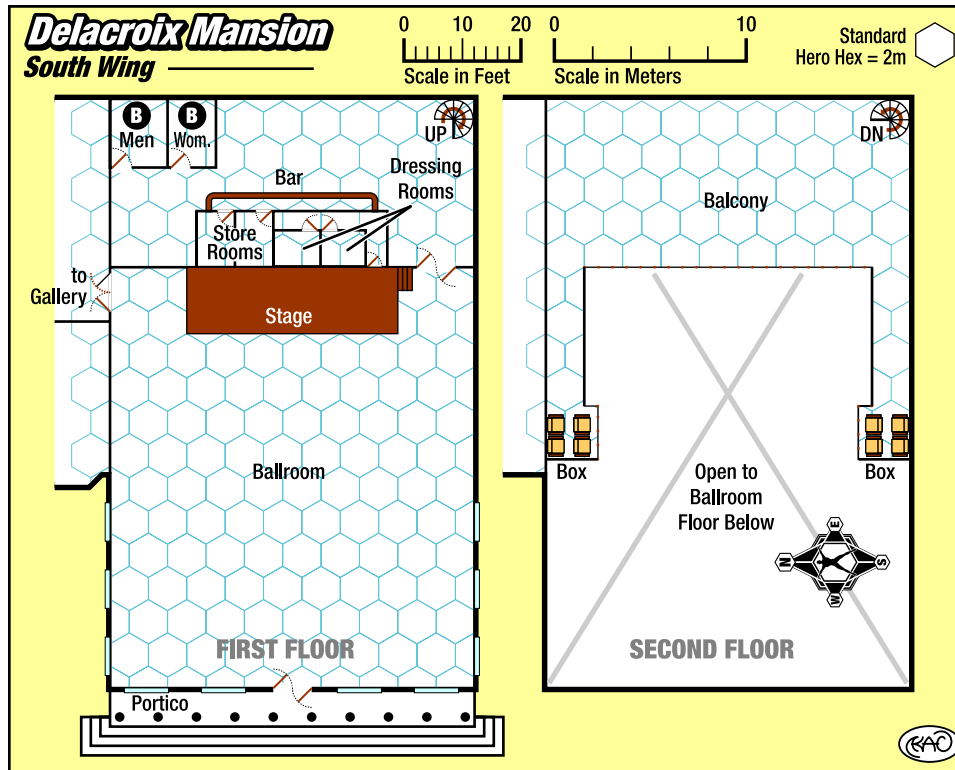 Delacroix Mansion
South Wing
0 10 20
Scale in Feet
0 10
Scale in Meters
Standard
Hero Hex = 2m
B
Men
B
Wom.
UP
Bar
Dressing
Rooms
Store
Rooms
to
Gallery
Stage
Ballroom
FIRST FLOOR
Portico
DN
Balcony
Box
Box
Open to
Ballroom
Floor Below
E
N
S
W
SECOND FLOOR
KAC